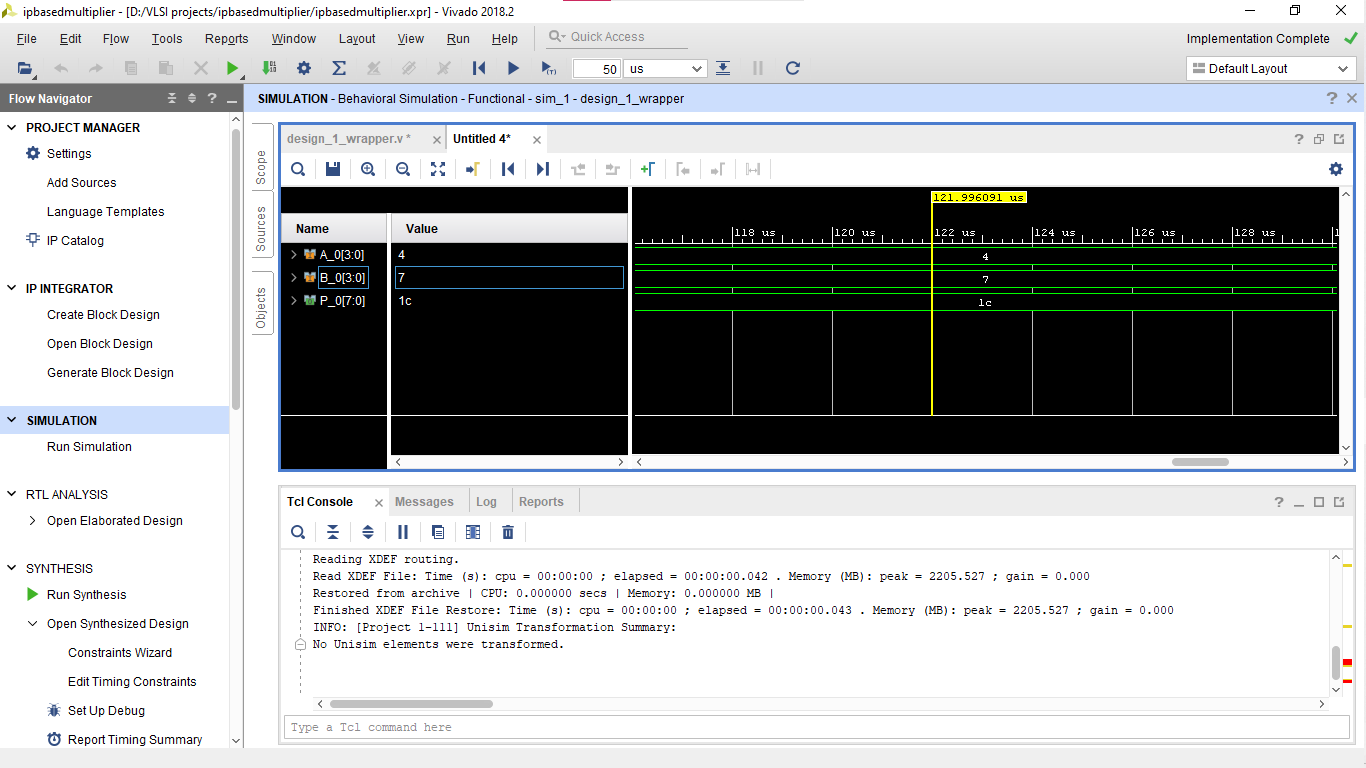 ipbasedmultiplier - [D:/VLSI projects/ipbasedmultiplier/ipbasedmultiplier.xpr] - Vivado 2018.2
File Edit Flow Tools Reports Window Layout View Run Help Quick Access
Implementation Complete
50 us
Default Layout
Flow Navigator
PROJECT MANAGER
Settings
Add Sources
Language Templates
IP Catalog
IP INTEGRATOR
Create Block Design
Open Block Design
Generate Block Design
SIMULATION
Run Simulation
RTL ANALYSIS
Open Elaborated Design
SYNTHESIS
Run Synthesis
Open Synthesized Design
Constraints Wizard
Edit Timing Constraints
Set Up Debug
Report Timing Summary
SIMULATION - Behavioral Simulation - Functional - sim_1 - design_1_wrapper
Scope
Sources
Objects
design_1_wrapper.v * Untitled 4*
121.996091 us
118 us 120 us 122 us 124 us 126 us 128 us
Name Value
A_0[3:0] 4 4
B_0[3:0] 7 7
P_0[7:0] 1c 1c
Tcl Console Messages Log Reports
Reading XDEF routing.
Read XDEF File: Time (s): cpu = 00:00:00 ; elapsed = 00:00:00.042 . Memory (MB): peak = 2205.527 ; gain = 0.000
Restored from archive | CPU: 0.000000 secs | Memory: 0.000000 MB |
Finished XDEF File Restore: Time (s): cpu = 00:00:00 ; elapsed = 00:00:00.043 . Memory (MB): peak = 2205.527 ; gain = 0.000
INFO: [Project 1-111] Unisim Transformation Summary:
No Unisim elements were transformed.
Type a Tcl command here